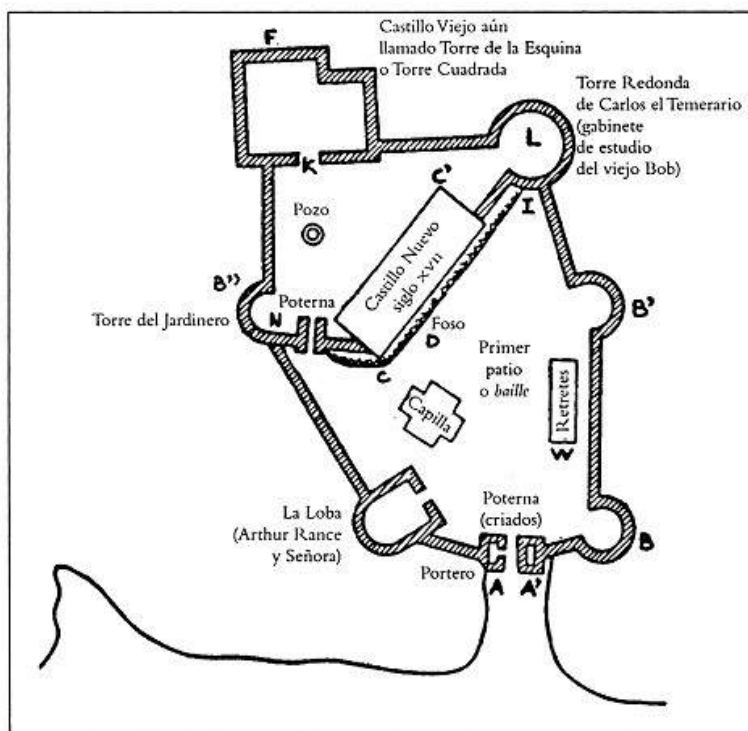 F
Castillo Viejo aún
llamado Torre de la Esquina
o Torre Cuadrada
Torre Redonda
de Carlos el Temerario
(gabinete
de estudio
del viejo Bob)
L
K
C'
I
Pozo
Castillo Nuevo
siglo XVII
B''
Poterna
N
Torre del Jardinero
Foso
D
B'
C
Primer
patio
o baille
Capilla
Retretes
W
La Loba
(Arthur Rance
y Señora)
Poterna
(criados)
B
Portero
A
A'